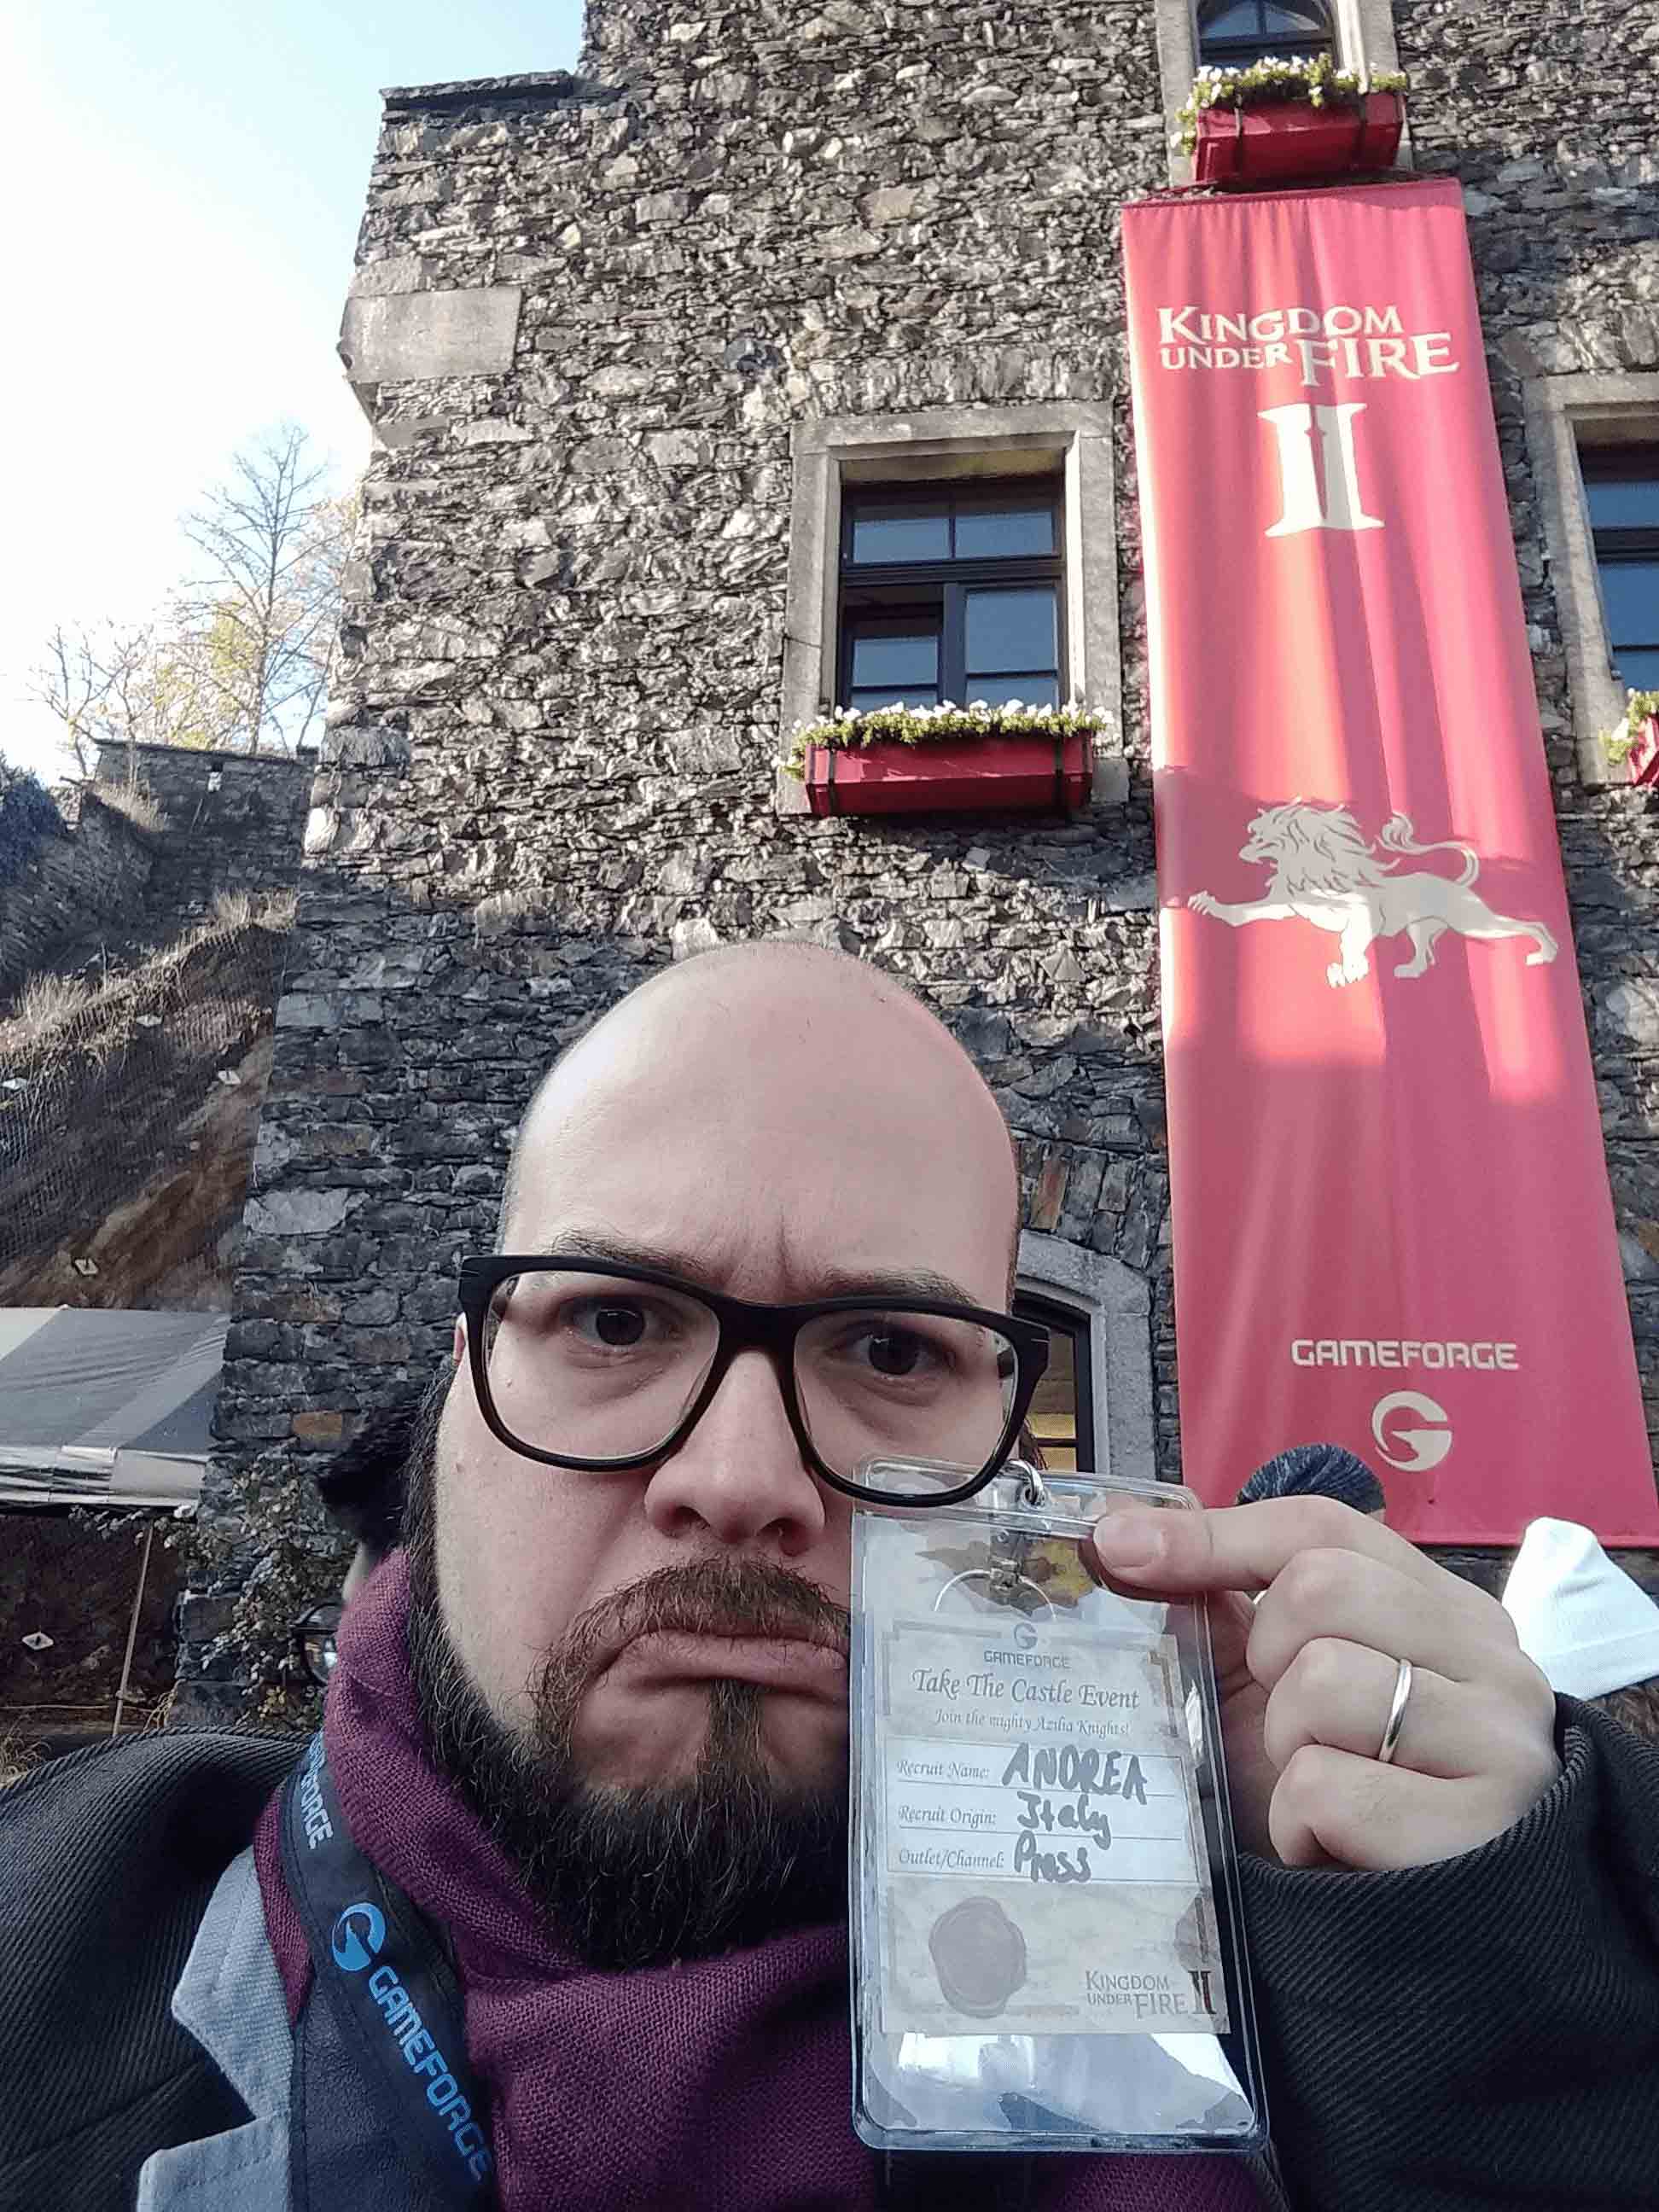 KINGDOM
UNDER FIRE
II
GAMEFORGE
GAMEFORGE
Take The Castle Event
Join the mighty Azilia Knights!
Recruit Name: ANDREA
Recruit Origin: Italy
Outlet/Channel: Press
KINGDOM
UNDER FIRE II
GAMEFORGE
GAMEFORGE